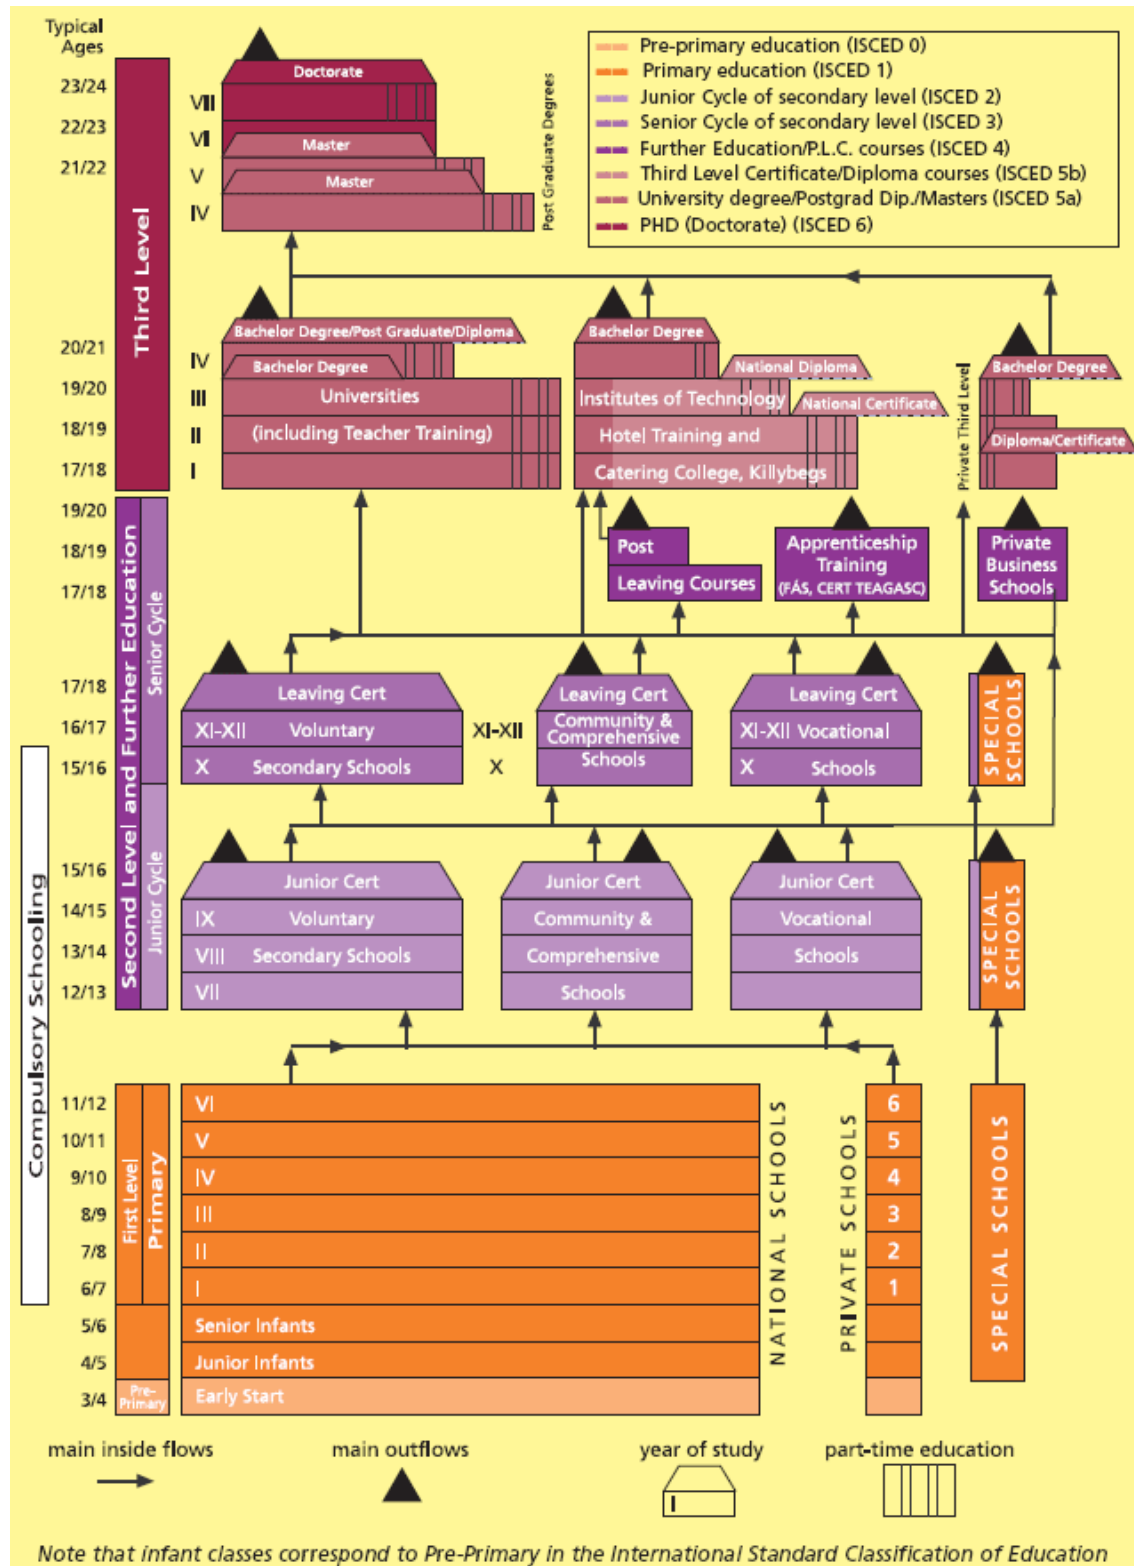 Typical
Ages
Pre-primary education (ISCED 0)
Primary education (ISCED 1)
Junior Cycle of secondary level (ISCED 2)
Senior Cycle of secondary level (ISCED 3)
Further Education/P.L.C. courses (ISCED 4)
Third Level Certificate/Diploma courses (ISCED 5b)
University degree/Postgrad Dip./Masters (ISCED 5a)
PHD (Doctorate) (ISCED 6)
Third Level
23/24
22/23
21/22
Doctorate
VIII
VII
Master
V
Master
IV
Post Graduate Degrees
20/21
19/20
18/19
17/18
Bachelor Degree/Post Graduate/Diploma
IV
Bachelor Degree
III
Universities
II
(including Teacher Training)
I
Bachelor Degree
National Diploma
Institutes of Technology
National Certificate
Hotel Training and
Catering College, Killybegs
Private Third Level
Bachelor Degree
Diploma/Certificate
Second Level and Further Education
Senior Cycle
19/20
18/19
17/18
Post
Leaving Courses
Apprenticeship
Training
(FÁS, CERT TEAGASC)
Private
Business
Schools
17/18
16/17
15/16
Leaving Cert
XI-XII Voluntary
X Secondary Schools
XI-XII
X
Leaving Cert
Community &
Comprehensive
Schools
Leaving Cert
XI-XII Vocational
X Schools
SPECIAL
SCHOOLS
Compulsory Schooling
Junior Cycle
15/16
14/15
13/14
12/13
Junior Cert
IX Voluntary
VIII Secondary Schools
VII
Junior Cert
Community &
Comprehensive
Schools
Junior Cert
Vocational
Schools
SPECIAL
SCHOOLS
First Level
Primary
11/12
10/11
9/10
8/9
7/8
6/7
5/6
4/5
3/4
Pre-
Primary
VI
V
IV
III
II
I
Senior Infants
Junior Infants
Early Start
NATIONAL SCHOOLS
PRIVATE SCHOOLS
6
5
4
3
2
1
SPECIAL SCHOOLS
main inside flows
main outflows
year of study
I
part-time education
Note that infant classes correspond to Pre-Primary in the International Standard Classification of Education